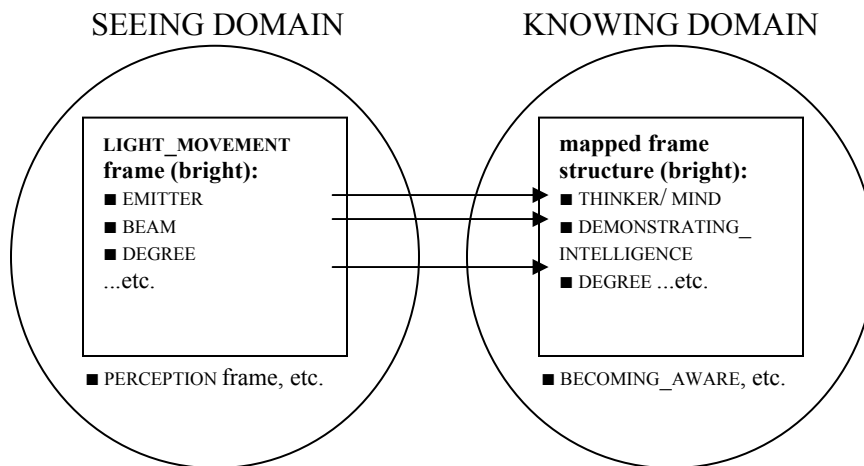 SEEING DOMAIN
KNOWING DOMAIN
LIGHT_MOVEMENT
frame (bright):
■ EMITTER
■ BEAM
■ DEGREE
...etc.
■ PERCEPTION frame, etc.
mapped frame
structure (bright):
■ THINKER/ MIND
■ DEMONSTRATING_
INTELLIGENCE
■ DEGREE ...etc.
■ BECOMING_AWARE, etc.